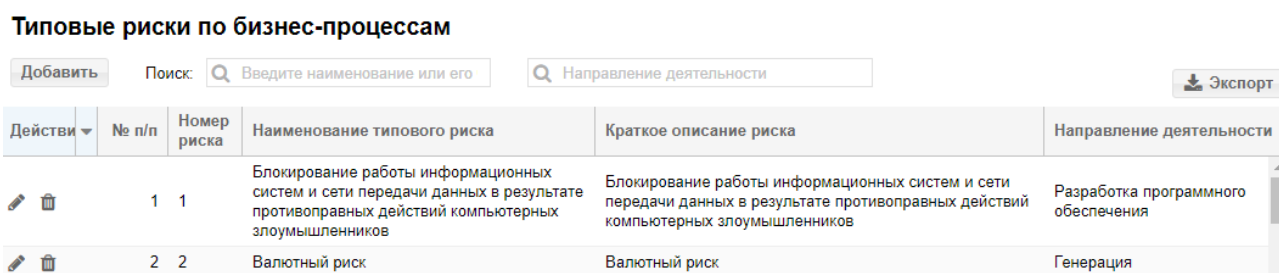 Типовые риски по бизнес-процессам
Добавить Поиск: Введите наименование или его Направление деятельности
Экспорт
Действи № п/п Номер риска Наименование типового риска Краткое описание риска Направление деятельности
1 1
Блокирование работы информационных
систем и сети передачи данных в результате
противоправных действий компьютерных
злоумышленников
Блокирование работы информационных систем и сети
передачи данных в результате противоправных действий
компьютерных злоумышленников
Разработка программного
обеспечения
2 2 Валютный риск Валютный риск Генерация